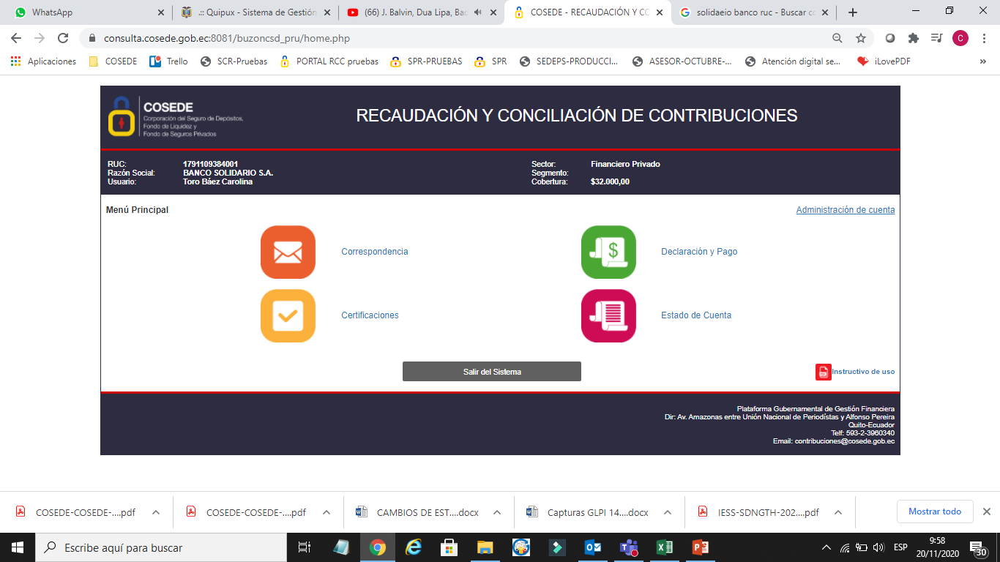 WhatsApp
.:: Quipux - Sistema de Gestión
(66) J. Balvin, Dua Lipa, Bad
COSEDE - RECAUDACIÓN Y CO
solidaeio banco ruc - Buscar co
consulta.cosede.gob.ec:8081/buzoncsd_pru/home.php
C
Aplicaciones
COSEDE
Trello
SCR-Pruebas
PORTAL RCC pruebas
SPR-PRUEBAS
SPR
SEDEPS-PRODUCCI...
ASESOR-OCTUBRE-...
Atención digital se...
iLovePDF
COSEDE
Corporación del Seguro de Depósitos,
Fondo de Liquidez y
Fondo de Seguros Privados
RECAUDACIÓN Y CONCILIACIÓN DE CONTRIBUCIONES
RUC: 1791109384001
Razón Social: BANCO SOLIDARIO S.A.
Usuario: Toro Báez Carolina
Sector: Financiero Privado
Segmento:
Cobertura: $32.000,00
Menú Principal
Administración de cuenta
Correspondencia
$
Declaración y Pago
Certificaciones
Estado de Cuenta
Salir del Sistema
Instructivo de uso
Plataforma Gubernamental de Gestión Financiera
Dir: Av. Amazonas entre Unión Nacional de Periodístas y Alfonso Pereira
Quito-Ecuador
Telf: 593-2-3960340
Email: contribuciones@cosede.gob.ec
COSEDE-COSEDE-....pdf
COSEDE-COSEDE-....pdf
CAMBIOS DE EST....docx
Capturas GLPI 14....docx
IESS-SDNGTH-202....pdf
Mostrar todo
Escribe aquí para buscar
ESP
9:58
20/11/2020
30